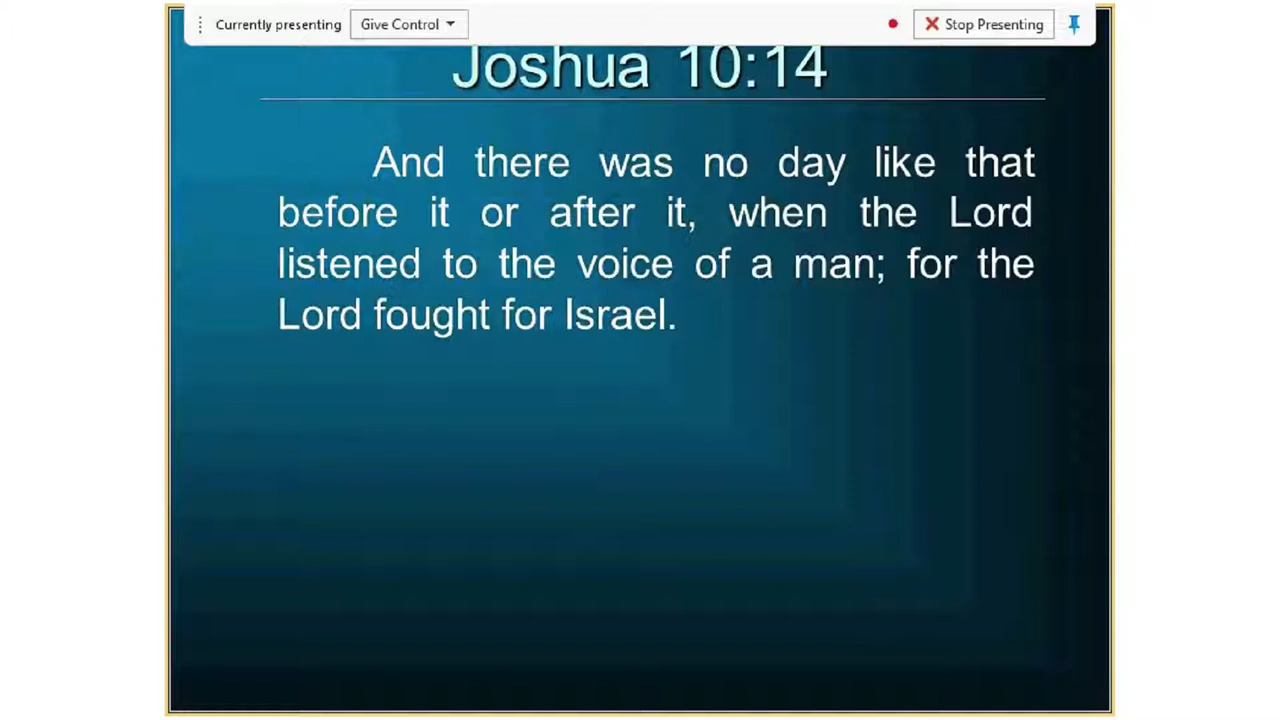 Currently presenting Give Control Stop Presenting
Joshua 10:14
And there was no day like that
before it or after it, when the Lord
listened to the voice of a man; for the
Lord fought for Israel.